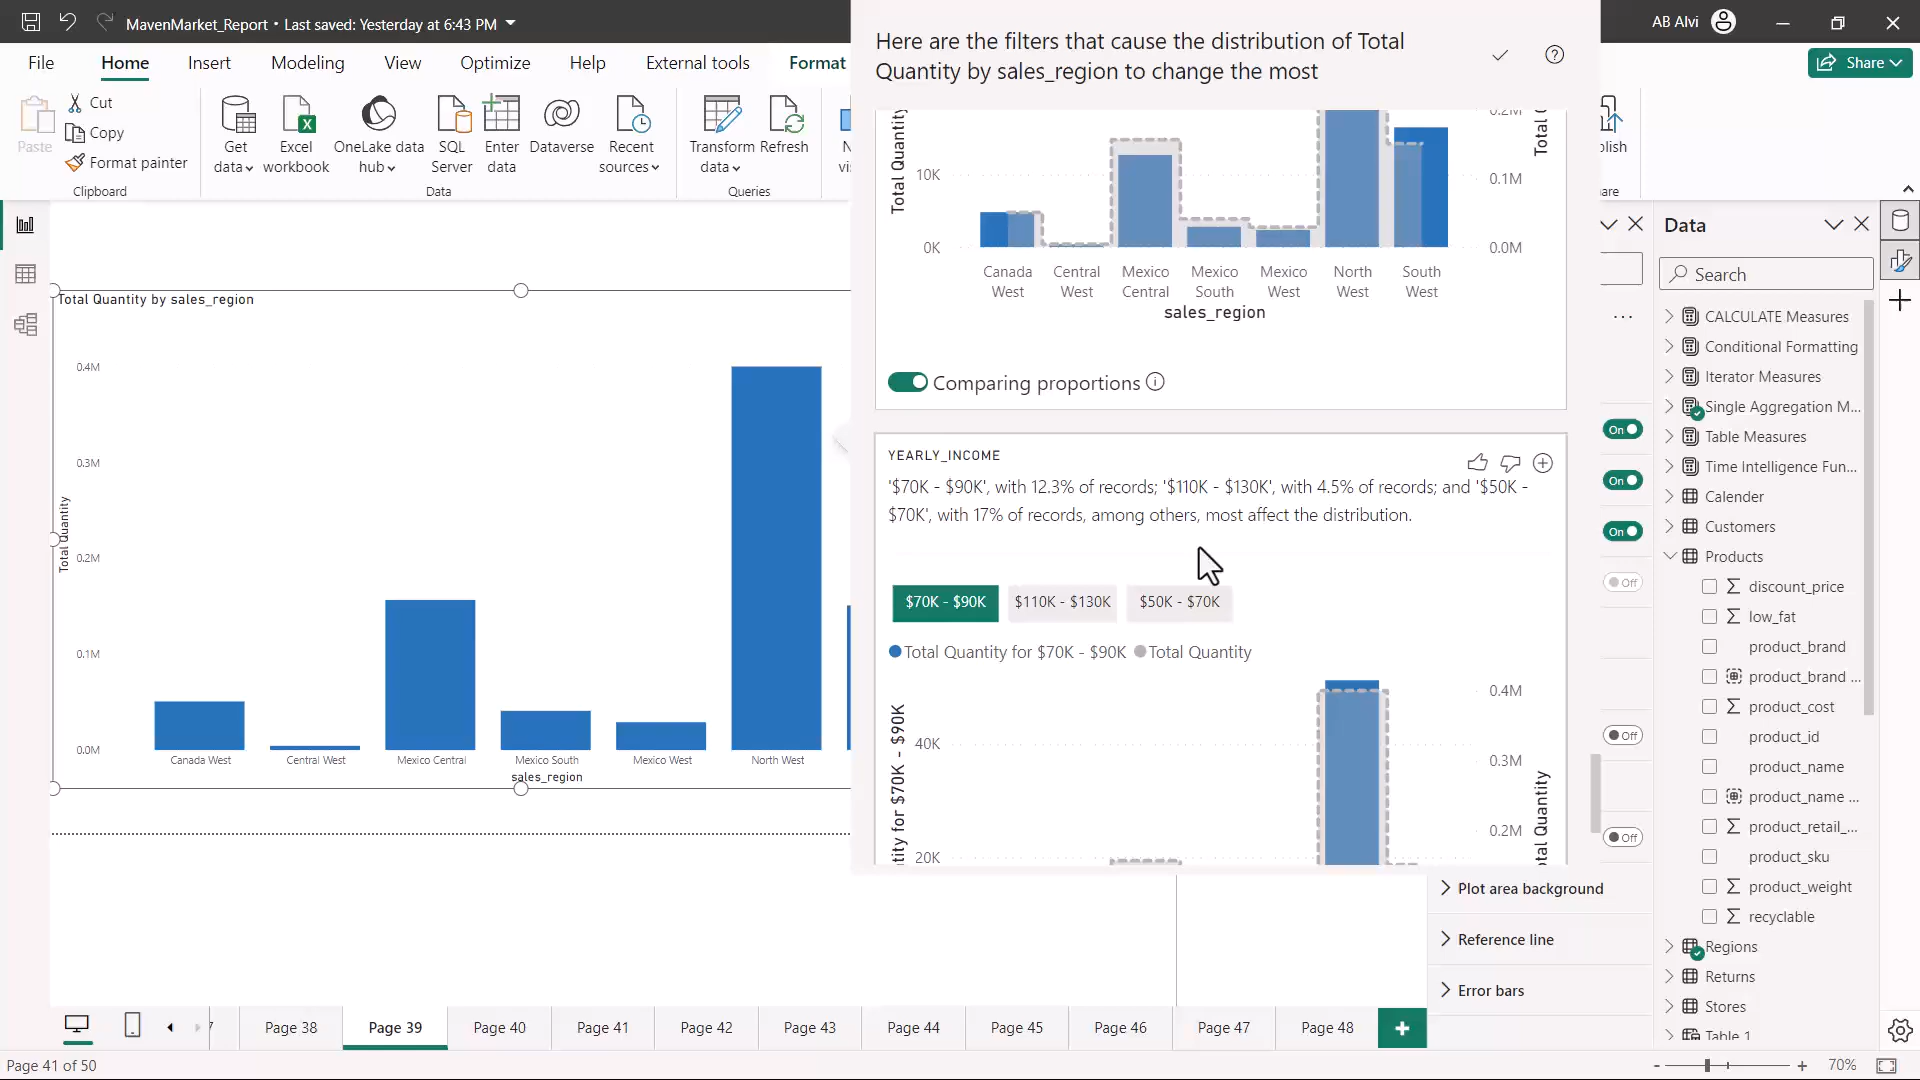 MavenMarket_Report • Last saved: Yesterday at 6:43 PM
AB Alvi
File
Home
Insert
Modeling
View
Optimize
Help
External tools
Format
Share
Paste
Cut
Copy
Format painter
Clipboard
Get data
Excel workbook
OneLake data hub
SQL Server
Enter data
Dataverse
Recent sources
Data
Transform data
Refresh
Queries
Here are the filters that cause the distribution of Total
Quantity by sales_region to change the most
Total Quantity
10K
0K
0.2M
0.1M
0.0M
Canada West
Central West
Mexico Central
Mexico South
Mexico West
North West
South West
sales_region
Comparing proportions
YEARLY_INCOME
'$70K - $90K', with 12.3% of records; '$110K - $130K', with 4.5% of records; and '$50K -
$70K', with 17% of records, among others, most affect the distribution.
$70K - $90K
$110K - $130K
$50K - $70K
Total Quantity for $70K - $90K
Total Quantity
tity for $70K - $90K
40K
20K
0.4M
0.3M
0.2M
tal Quantity
Total Quantity by sales_region
Total Quantity
0.4M
0.3M
0.2M
0.1M
0.0M
Canada West
Central West
Mexico Central
Mexico South
Mexico West
North West
sales_region
On
On
On
Off
Off
Off
Plot area background
Reference line
Error bars
Data
Search
CALCULATE Measures
Conditional Formatting
Iterator Measures
Single Aggregation M...
Table Measures
Time Intelligence Fun...
Calender
Customers
Products
discount_price
low_fat
product_brand
product_brand ...
product_cost
product_id
product_name
product_name ...
product_retail_...
product_sku
product_weight
recyclable
Regions
Returns
Stores
Table 1
Page 38
Page 39
Page 40
Page 41
Page 42
Page 43
Page 44
Page 45
Page 46
Page 47
Page 48
Page 41 of 50
70%